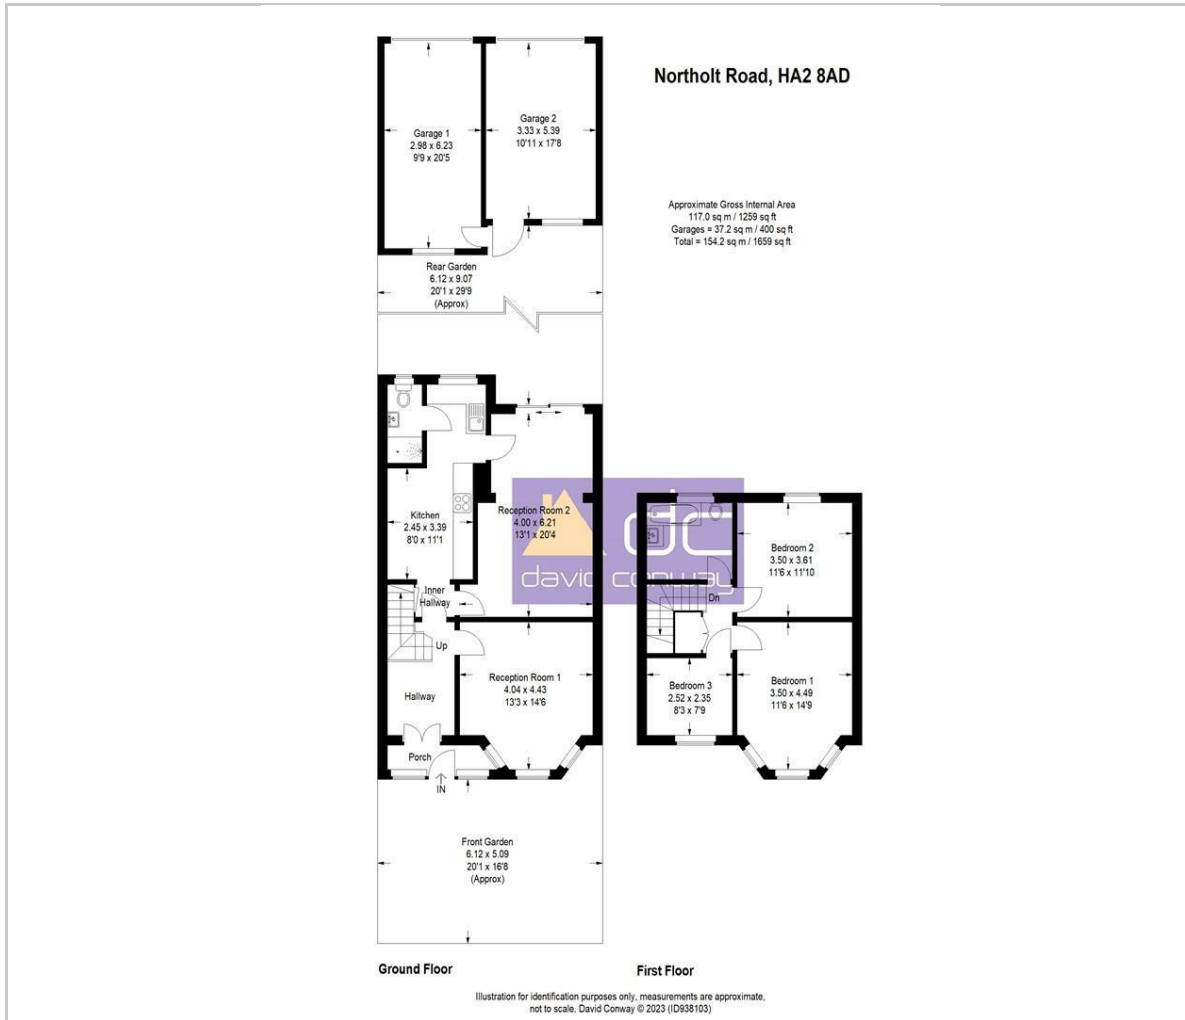 Northolt Road, HA2 8AD
Approximate Gross Internal Area
117.0 sq m / 1259 sq ft
Garages = 37.2 sq m / 400 sq ft
Total = 154.2 sq m / 1659 sq ft
Garage 1
2.98 x 6.23
9'9 x 20'5
Garage 2
3.33 x 5.39
10'11 x 17'8
Rear Garden
6.12 x 9.07
20'1 x 29'9
(Approx)
Kitchen
2.45 x 3.39
8'0 x 11'1
Reception Room 2
4.00 x 6.21
13'1 x 20'4
dc
david conway
Inner
Hallway
Up
Hallway
Reception Room 1
4.04 x 4.43
13'3 x 14'6
Porch
IN
Front Garden
6.12 x 5.09
20'1 x 16'8
(Approx)
Bedroom 2
3.50 x 3.61
11'6 x 11'10
Dn
Bedroom 3
2.52 x 2.35
8'3 x 7'9
Bedroom 1
3.50 x 4.49
11'6 x 14'9
Ground Floor
First Floor
Illustration for identification purposes only, measurements are approximate,
not to scale. David Conway © 2023 (ID938103)